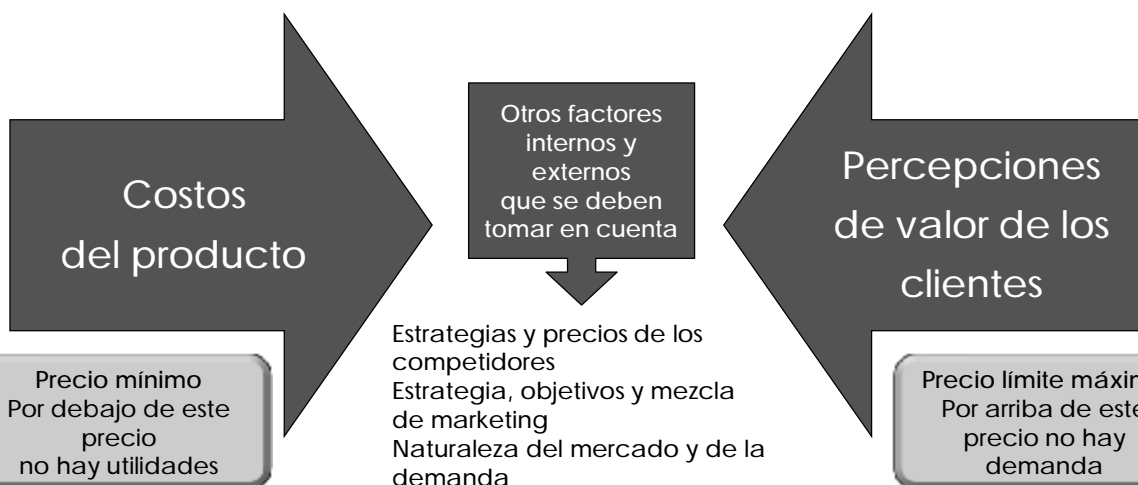 Costos
del producto
Precio mínimo
Por debajo de este
precio
no hay utilidades
Otros factores
internos y
externos
que se deben
tomar en cuenta
Estrategias y precios de los
competidores
Estrategia, objetivos y mezcla
de marketing
Naturaleza del mercado y de la
demanda
Percepciones
de valor de los
clientes
Precio límite
Por arriba de
precio no hay
demanda